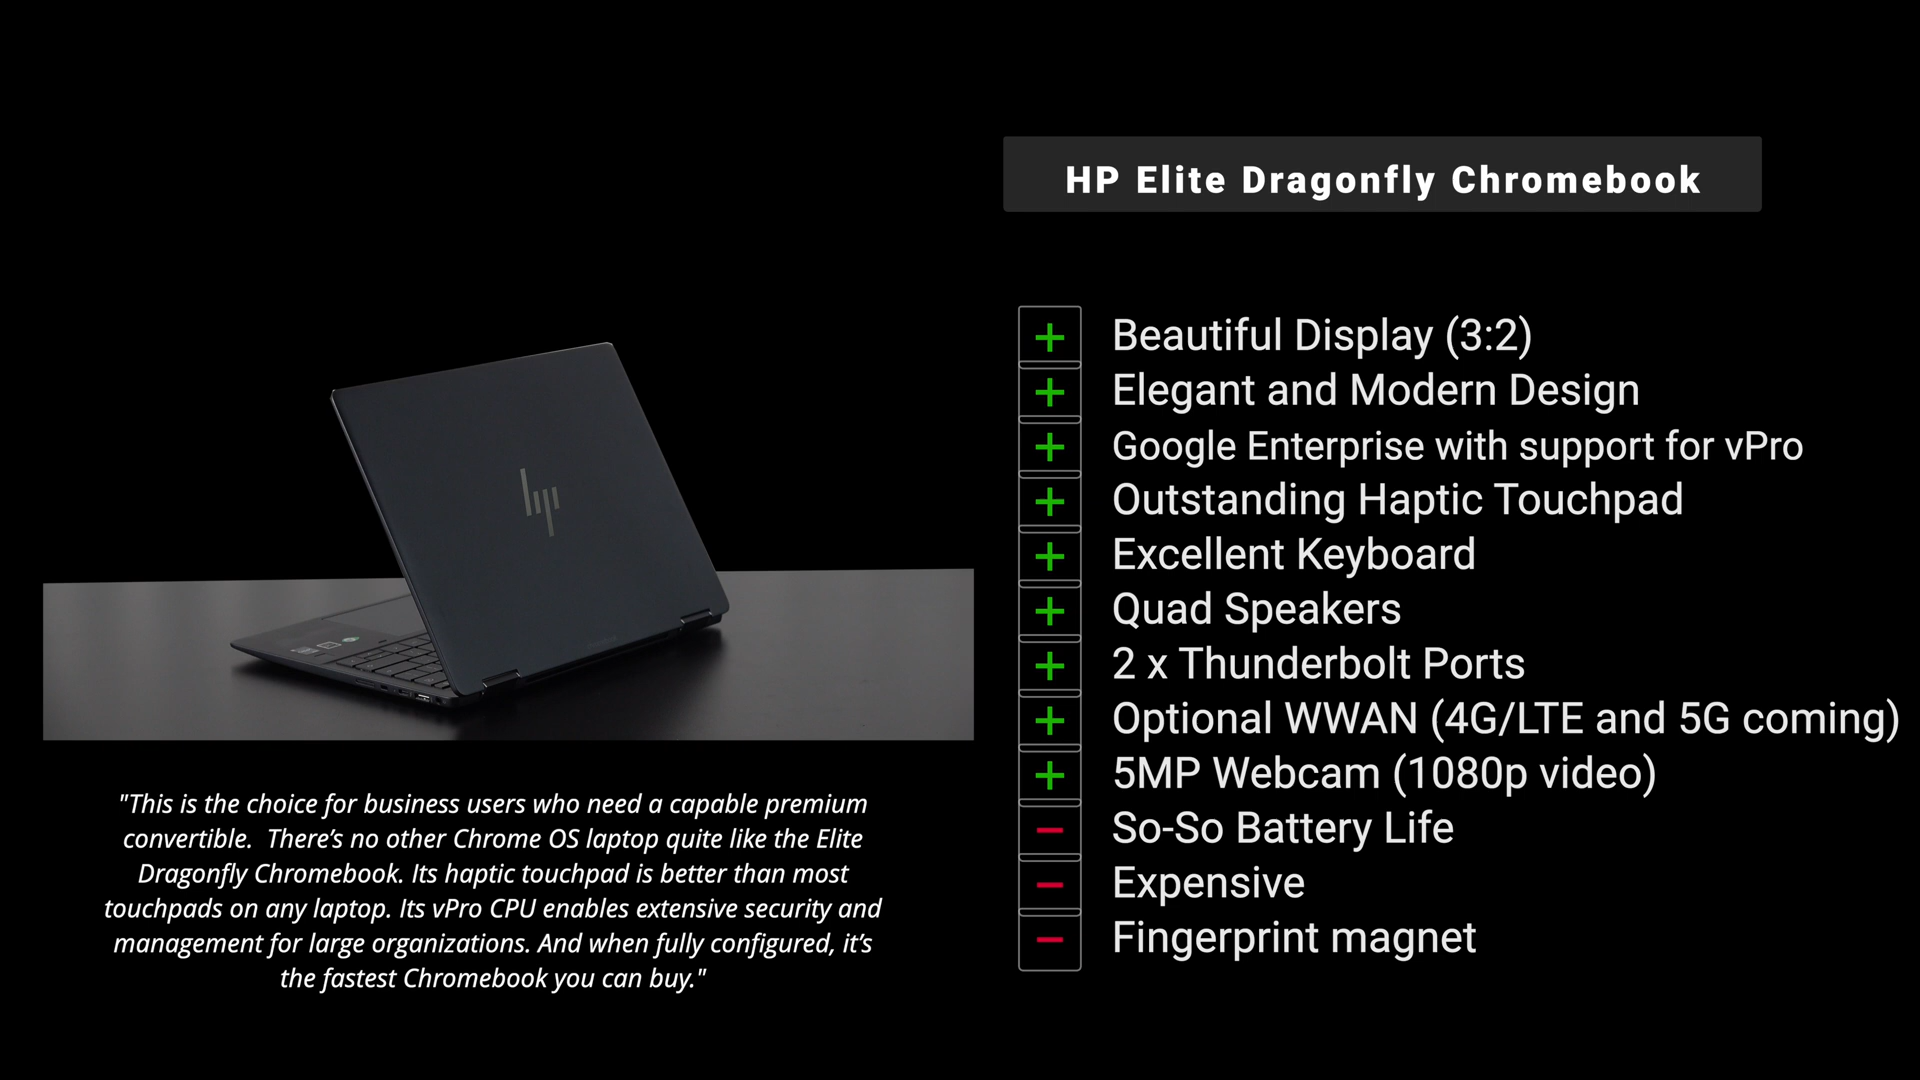 HP Elite Dragonfly Chromebook
+ Beautiful Display (3:2)
+ Elegant and Modern Design
+ Google Enterprise with support for vPro
+ Outstanding Haptic Touchpad
+ Excellent Keyboard
+ Quad Speakers
+ 2 x Thunderbolt Ports
+ Optional WWAN (4G/LTE and 5G coming)
+ 5MP Webcam (1080p video)
– So-So Battery Life
– Expensive
– Fingerprint magnet
hp
"This is the choice for business users who need a capable premium
convertible.  There’s no other Chrome OS laptop quite like the Elite
Dragonfly Chromebook. Its haptic touchpad is better than most
touchpads on any laptop. Its vPro CPU enables extensive security and
management for large organizations. And when fully configured, it’s
the fastest Chromebook you can buy."